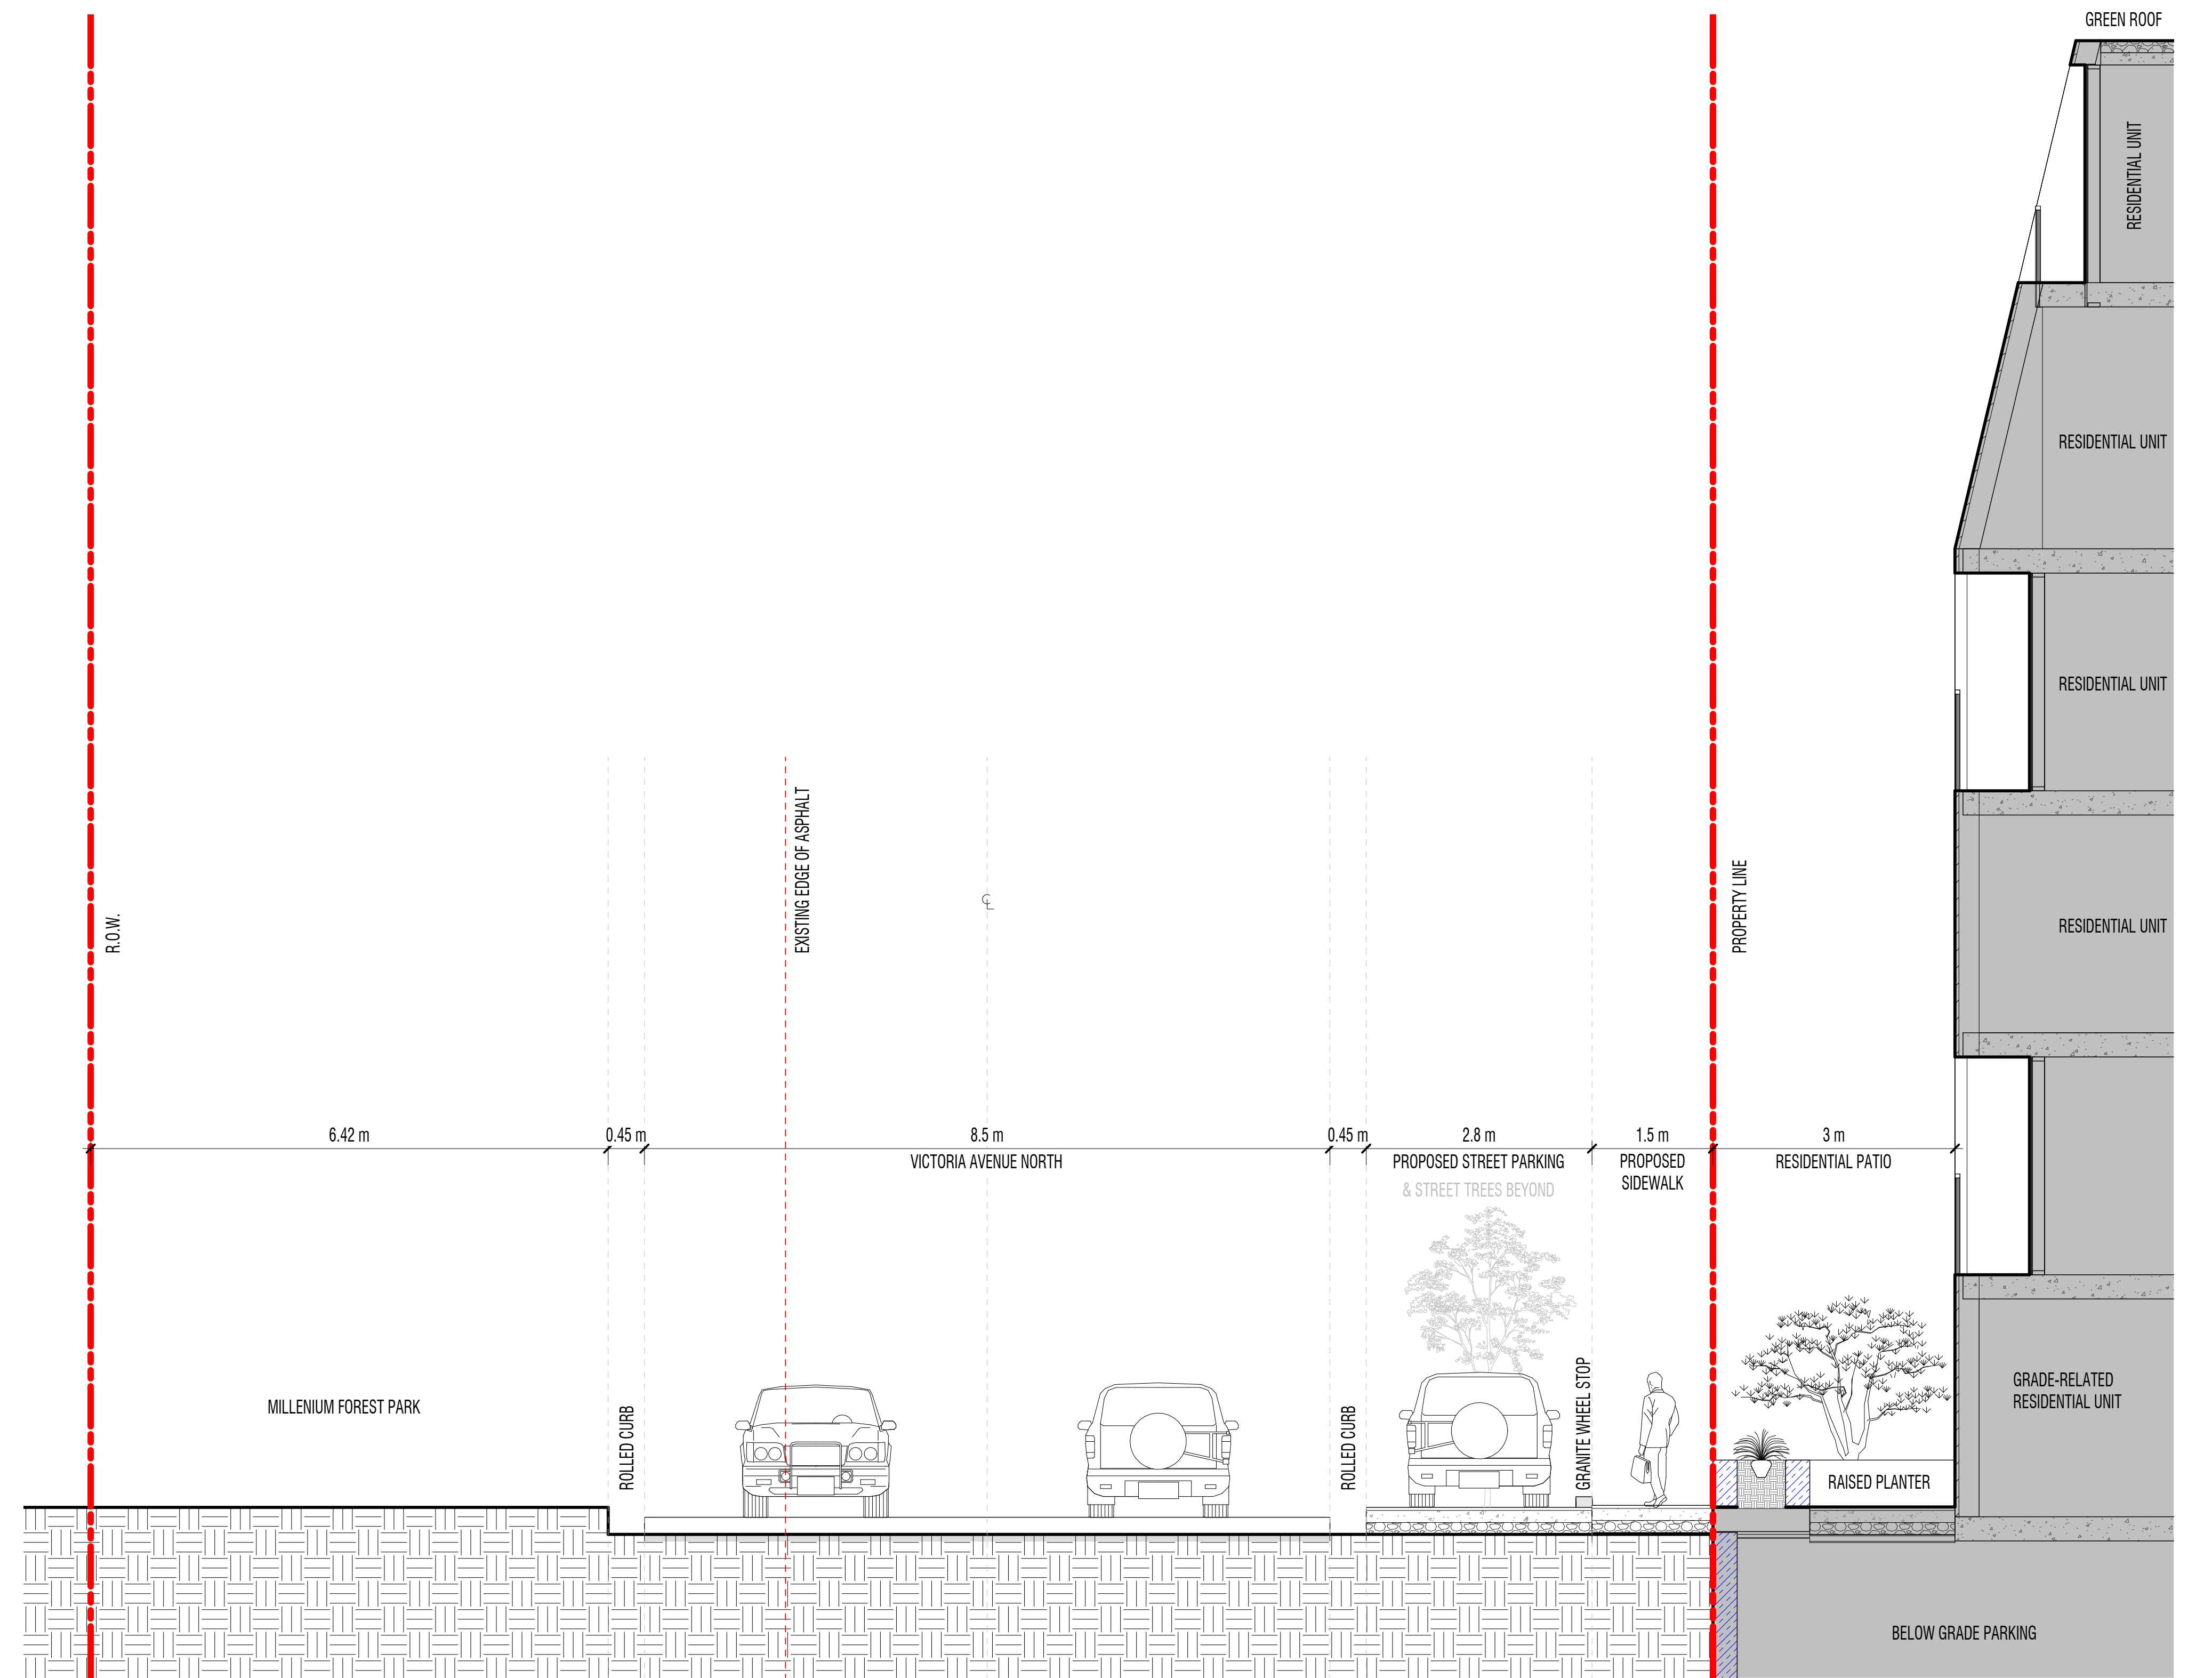 GREEN ROOF
RESIDENTIAL UNIT
RESIDENTIAL UNIT
RESIDENTIAL UNIT
RESIDENTIAL UNIT
R.O.W.
EXISTING EDGE OF ASPHALT
CL
PROPERTY LINE
6.42 m
0.45 m
8.5 m
0.45 m
2.8 m
1.5 m
3 m
VICTORIA AVENUE NORTH
PROPOSED STREET PARKING
& STREET TREES BEYOND
PROPOSED
SIDEWALK
RESIDENTIAL PATIO
MILLENIUM FOREST PARK
ROLLED CURB
ROLLED CURB
GRANITE WHEEL STOP
GRADE-RELATED
RESIDENTIAL UNIT
RAISED PLANTER
BELOW GRADE PARKING